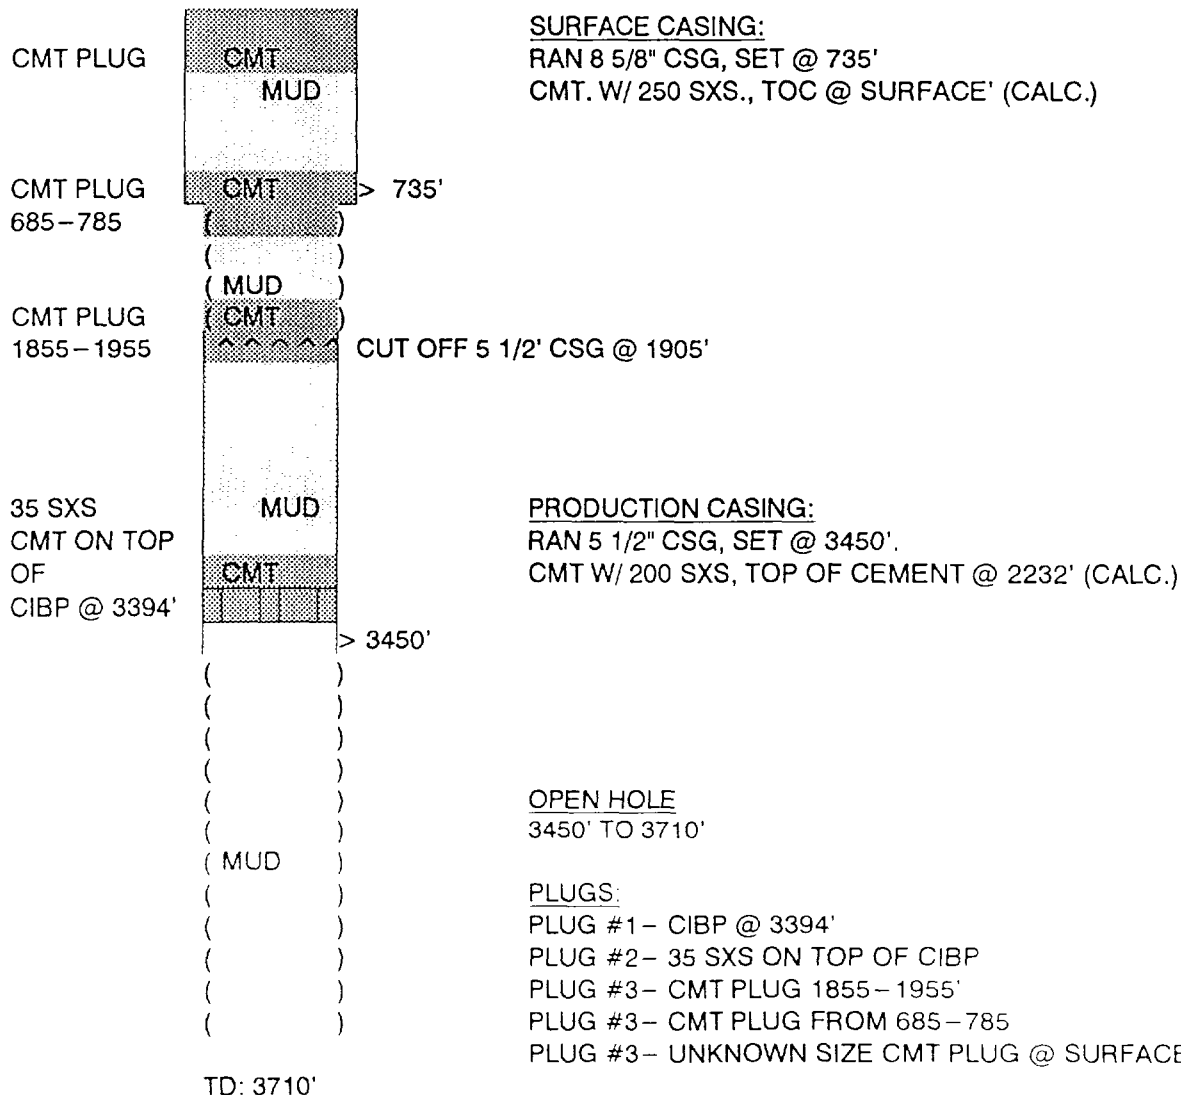 SURFACE CASING:
CMT PLUG CMT RAN 8 5/8" CSG, SET @ 735'
MUD CMT. W/ 250 SXS., TOC @ SURFACE' (CALC.)
CMT PLUG CMT > 735'
685-785 ( )
( )
( MUD )
CMT PLUG ( CMT )
1855-1955 ^ ^ ^ ^ ^ CUT OFF 5 1/2' CSG @ 1905'
35 SXS MUD PRODUCTION CASING:
CMT ON TOP RAN 5 1/2" CSG, SET @ 3450'.
OF CMT CMT W/ 200 SXS, TOP OF CEMENT @ 2232' (CALC.)
CIBP @ 3394'
> 3450'
( )
( )
( )
( )
( ) OPEN HOLE
( ) 3450' TO 3710'
( MUD )
( ) PLUGS:
( ) PLUG #1- CIBP @ 3394'
( ) PLUG #2- 35 SXS ON TOP OF CIBP
( ) PLUG #3- CMT PLUG 1855-1955'
( ) PLUG #3- CMT PLUG FROM 685-785
PLUG #3- UNKNOWN SIZE CMT PLUG @ SURFACE
TD: 3710'